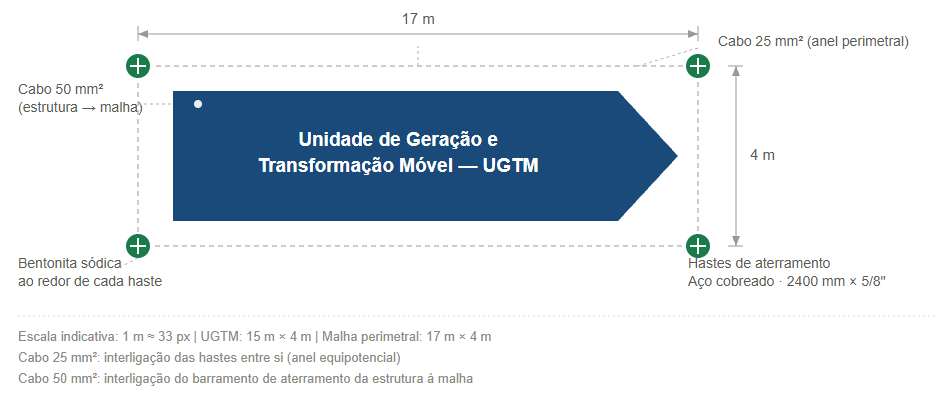 17 m
Cabo 25 mm² (anel perimetral)
Cabo 50 mm²
(estrutura → malha)
Unidade de Geração e
Transformação Móvel — UGTM
4 m
Bentonita sódica
ao redor de cada haste
Hastes de aterramento
Aço cobreado · 2400 mm × 5/8"
Escala indicativa: 1 m ≈ 33 px | UGTM: 15 m × 4 m | Malha perimetral: 17 m × 4 m
Cabo 25 mm²: interligação das hastes entre si (anel equipotencial)
Cabo 50 mm²: interligação do barramento de aterramento da estrutura à malha